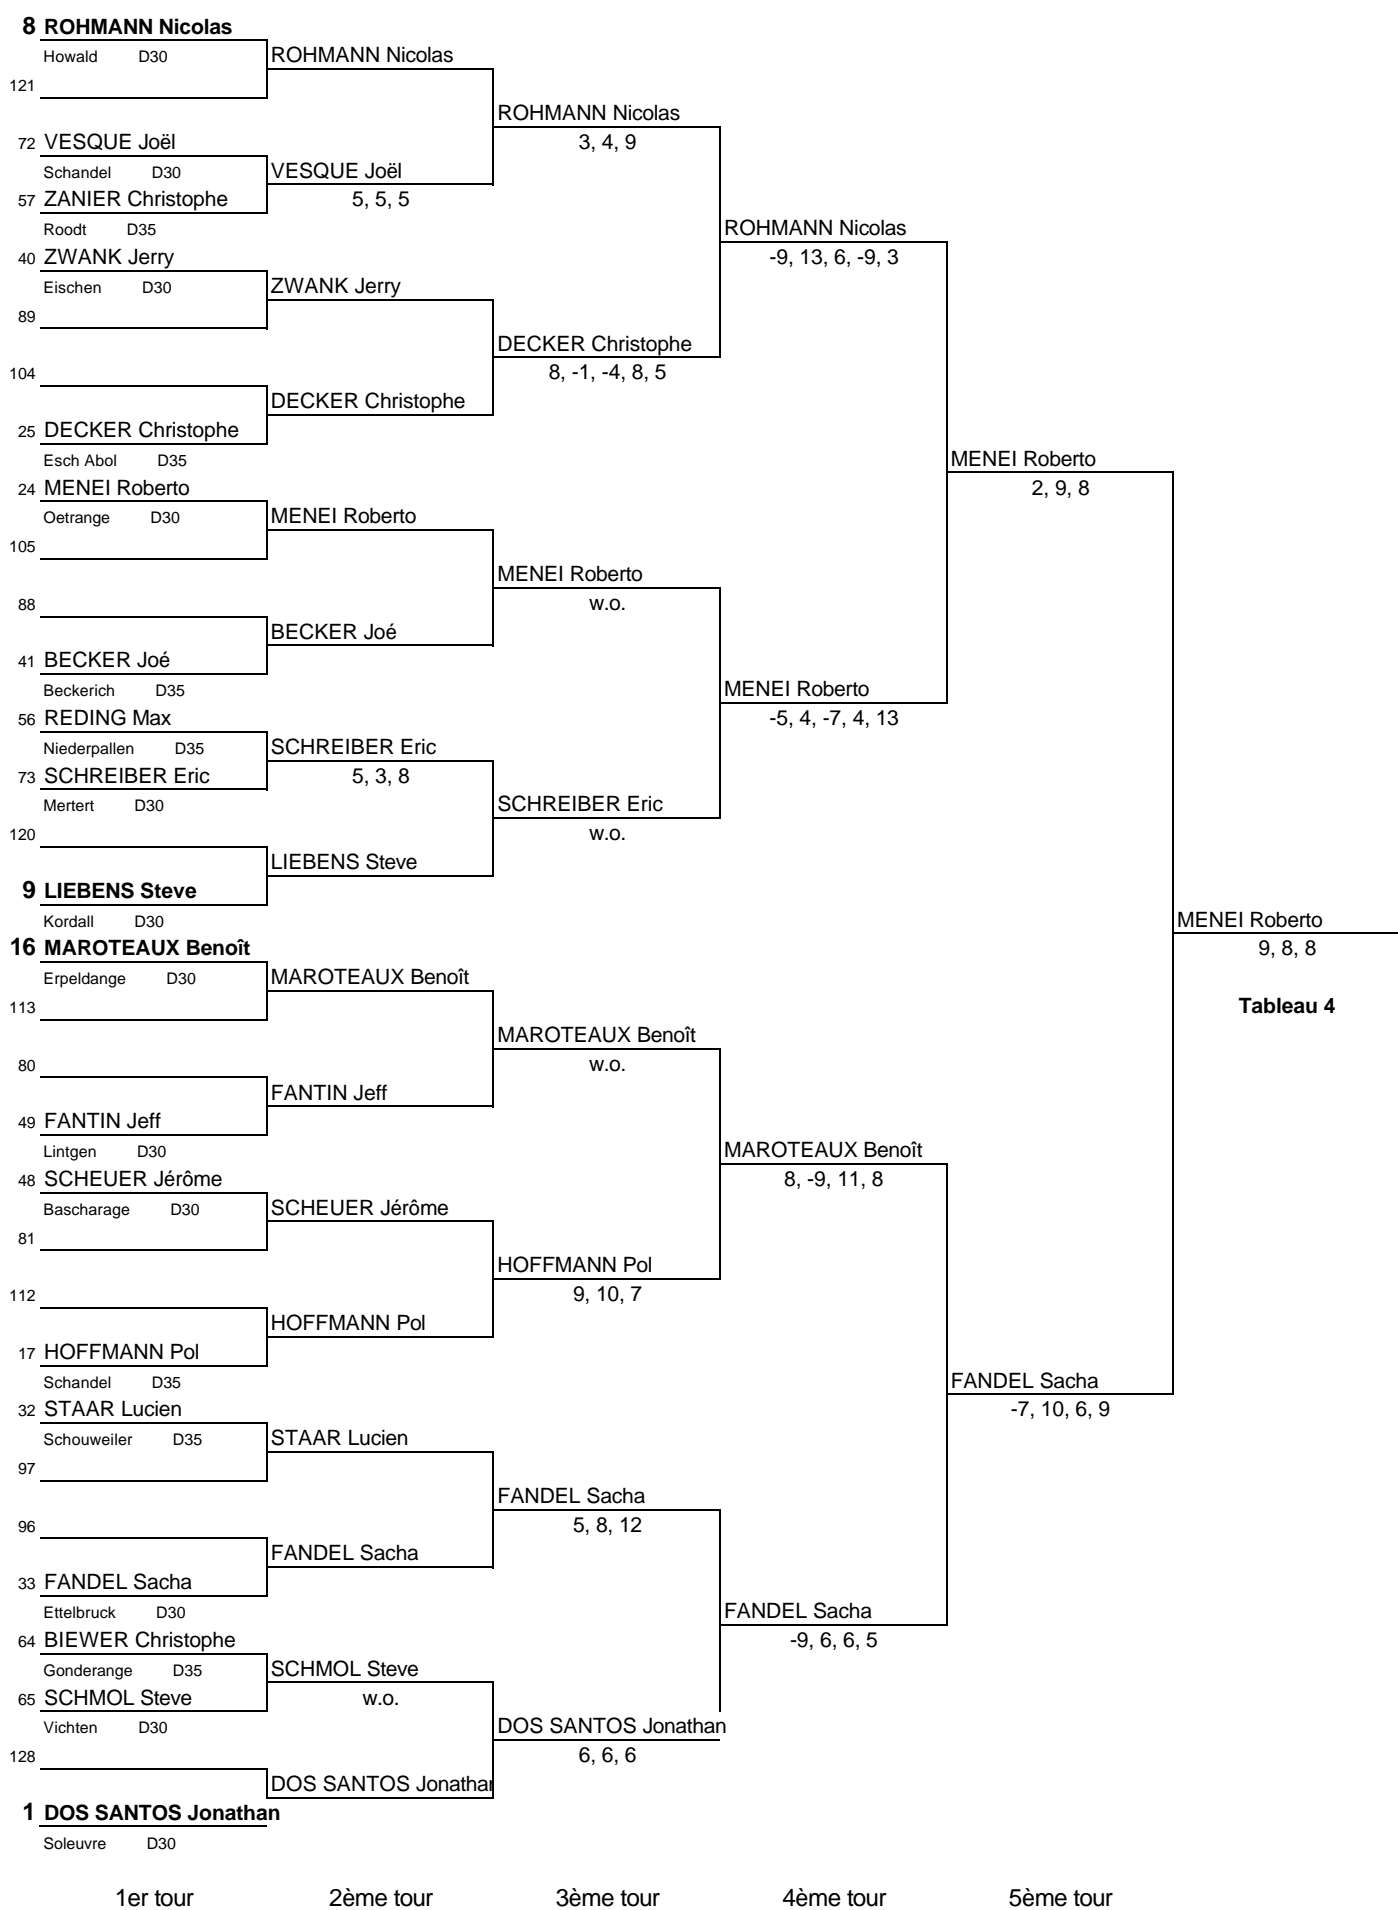 8 ROHMANN Nicolas
Howald D30 ROHMANN Nicolas
121
ROHMANN Nicolas
72 VESQUE Joël 3, 4, 9
Schandel D30 VESQUE Joël
57 ZANIER Christophe 5, 5, 5
Roodt D35 ROHMANN Nicolas
40 ZWANK Jerry -9, 13, 6, -9, 3
Eischen D30 ZWANK Jerry
89
DECKER Christophe
104 8, -1, -4, 8, 5
DECKER Christophe
25 DECKER Christophe
Esch Abol D35 MENEI Roberto
24 MENEI Roberto 2, 9, 8
Oetrange D30 MENEI Roberto
105
MENEI Roberto
88 w.o.
BECKER Joé
41 BECKER Joé
Beckerich D35 MENEI Roberto
56 REDING Max -5, 4, -7, 4, 13
Niederpallen D35 SCHREIBER Eric
73 SCHREIBER Eric 5, 3, 8
Mertert D30 SCHREIBER Eric
120 w.o.
LIEBENS Steve
9 LIEBENS Steve
Kordall D30 MENEI Roberto
16 MAROTEAUX Benoît 9, 8, 8
Erpeldange D30 MAROTEAUX Benoît
113 Tableau 4
MAROTEAUX Benoît
80 w.o.
FANTIN Jeff
49 FANTIN Jeff
Lintgen D30 MAROTEAUX Benoît
48 SCHEUER Jérôme 8, -9, 11, 8
Bascharage D30 SCHEUER Jérôme
81
HOFFMANN Pol
112 9, 10, 7
HOFFMANN Pol
17 HOFFMANN Pol
Schandel D35 FANDEL Sacha
32 STAAR Lucien -7, 10, 6, 9
Schouweiler D35 STAAR Lucien
97
FANDEL Sacha
96 5, 8, 12
FANDEL Sacha
33 FANDEL Sacha
Ettelbruck D30 FANDEL Sacha
64 BIEWER Christophe -9, 6, 6, 5
Gonderange D35 SCHMOL Steve
65 SCHMOL Steve w.o.
Vichten D30 DOS SANTOS Jonathan
128 6, 6, 6
DOS SANTOS Jonathan
1 DOS SANTOS Jonathan
Soleuvre D30
1er tour 2ème tour 3ème tour 4ème tour 5ème tour